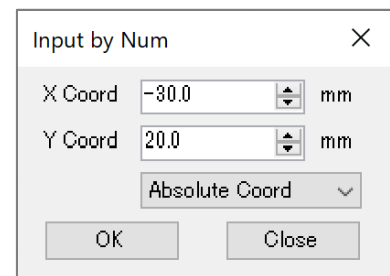 Input by Num
X Coord -30.0 mm
Y Coord 20.0 mm
Absolute Coord
OK Close